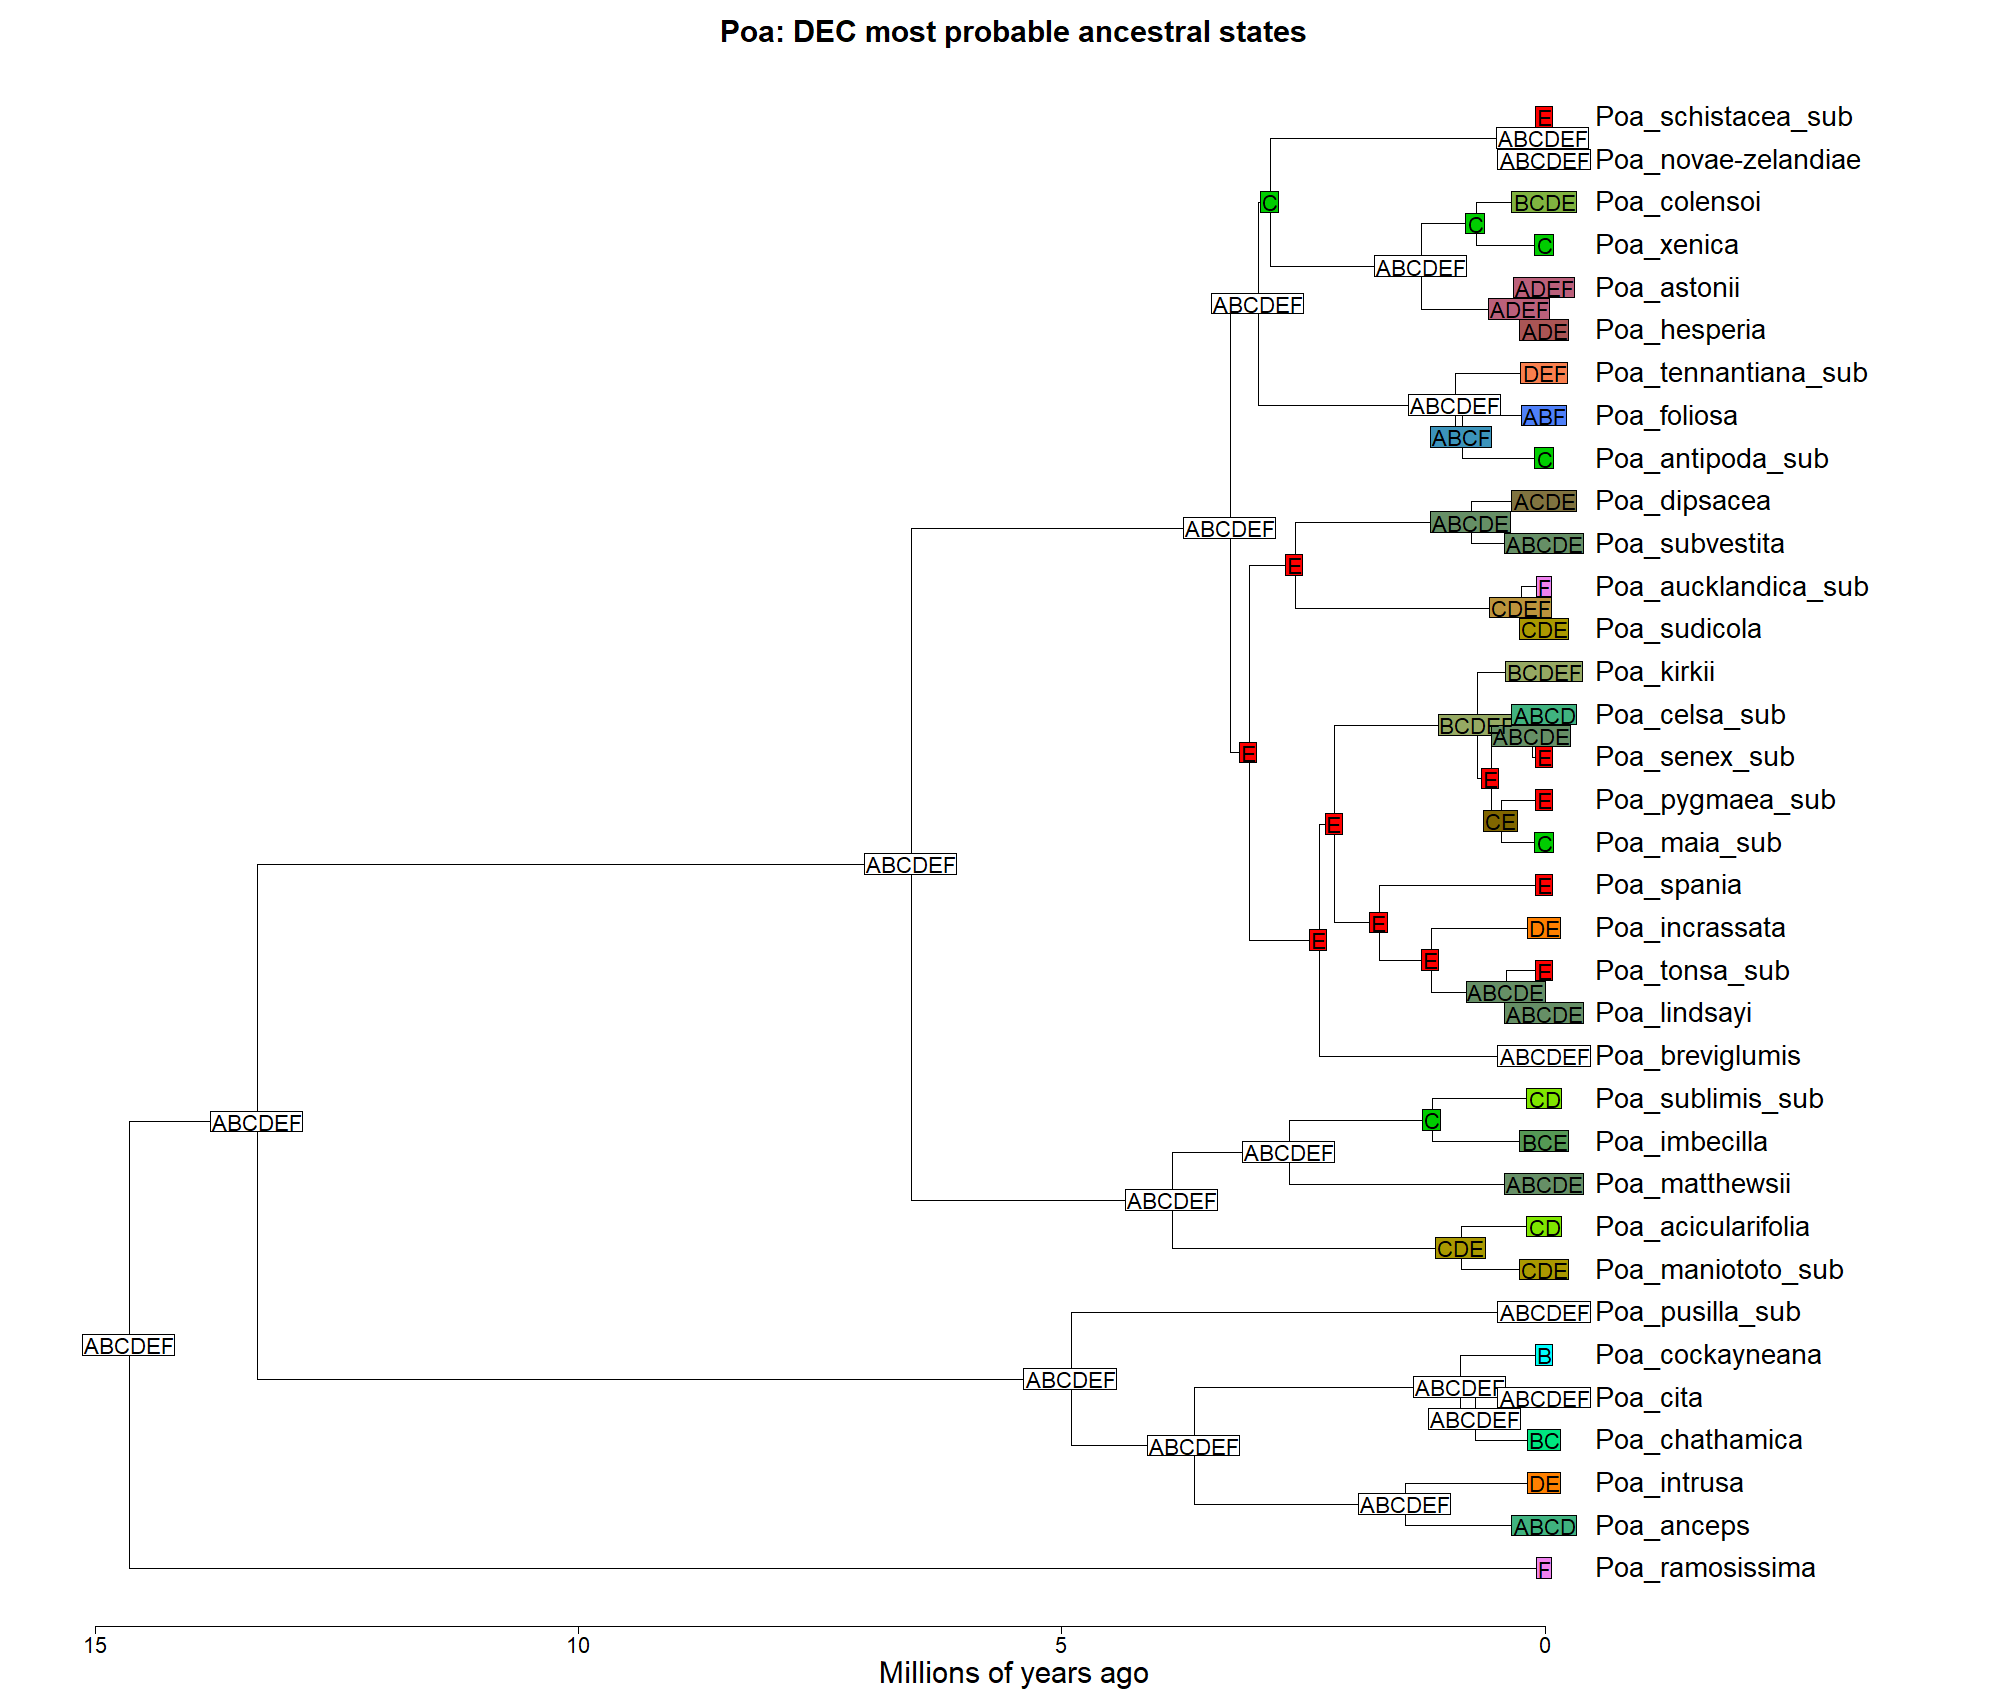 Poa: DEC most probable ancestral states
E Poa_schistacea_sub
ABCDEF
ABCDEF Poa_novae-zelandiae
C BCDE Poa_colensoi
C
C Poa_xenica
ABCDEF
ADEF Poa_astonii
ABCDEF ADEF
ADE Poa_hesperia
DEF Poa_tennantiana_sub
ABCDEF
ABF Poa_foliosa
ABCF
C Poa_antipoda_sub
ACDE Poa_dipsacea
ABCDEF ABCDE
ABCDE Poa_subvestita
E
F Poa_aucklandica_sub
CDEF
CDE Poa_sudicola
BCDEF Poa_kirkii
ABCD Poa_celsa_sub
BCDEF
ABCDE
E E Poa_senex_sub
E
E Poa_pygmaea_sub
E CE
C Poa_maia_sub
ABCDEF
E Poa_spania
E
DE Poa_incrassata
E
E
E Poa_tonsa_sub
ABCDE
ABCDE Poa_lindsayi
ABCDEF Poa_breviglumis
CD Poa_sublimis_sub
ABCDEF C
BCE Poa_imbecilla
ABCDEF
ABCDE Poa_matthewsii
ABCDEF
CD Poa_acicularifolia
CDE
CDE Poa_maniototo_sub
ABCDEF Poa_pusilla_sub
ABCDEF
B Poa_cockayneana
ABCDEF ABCDEF
ABCDEF Poa_cita
ABCDEF
BC Poa_chathamica
ABCDEF
DE Poa_intrusa
ABCDEF
ABCD Poa_anceps
F Poa_ramosissima
15 10 5 0
Millions of years ago